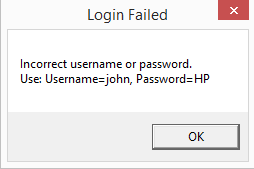 Login Failed
Incorrect username or password.
Use: Username=john, Password=HP
OK